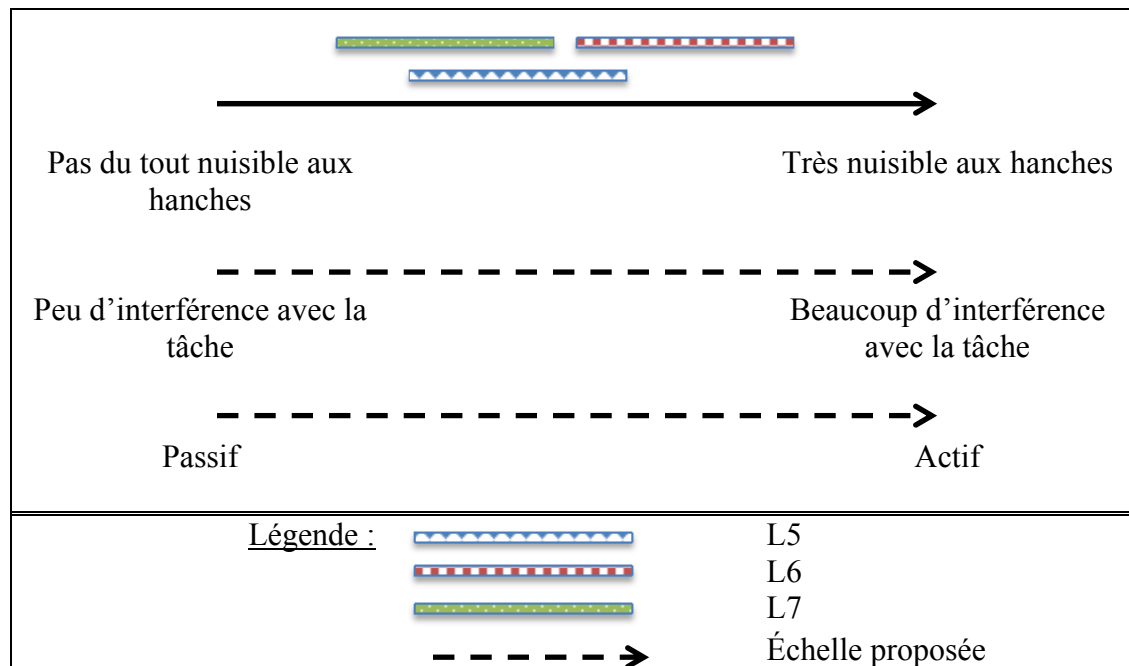 Pas du tout nuisible aux
hanches
Très nuisible aux hanches
Peu d’interférence avec la
tâche
Beaucoup d’interférence
avec la tâche
Passif
Actif
Légende :
L5
L6
L7
Échelle proposée